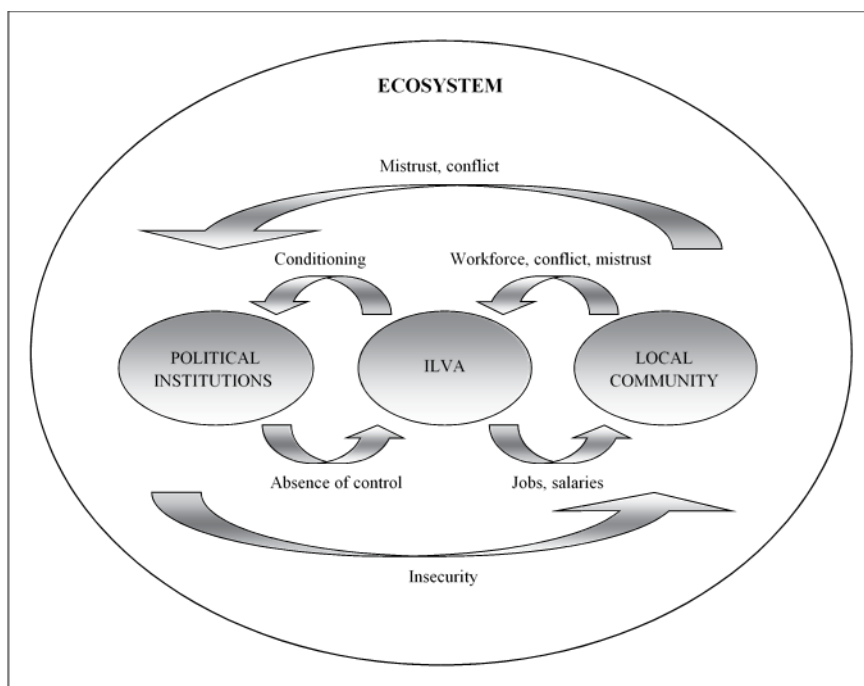 ECOSYSTEM
Mistrust, conflict
Conditioning
Workforce, conflict, mistrust
POLITICAL
INSTITUTIONS
ILVA
LOCAL
COMMUNITY
Absence of control
Jobs, salaries
Insecurity